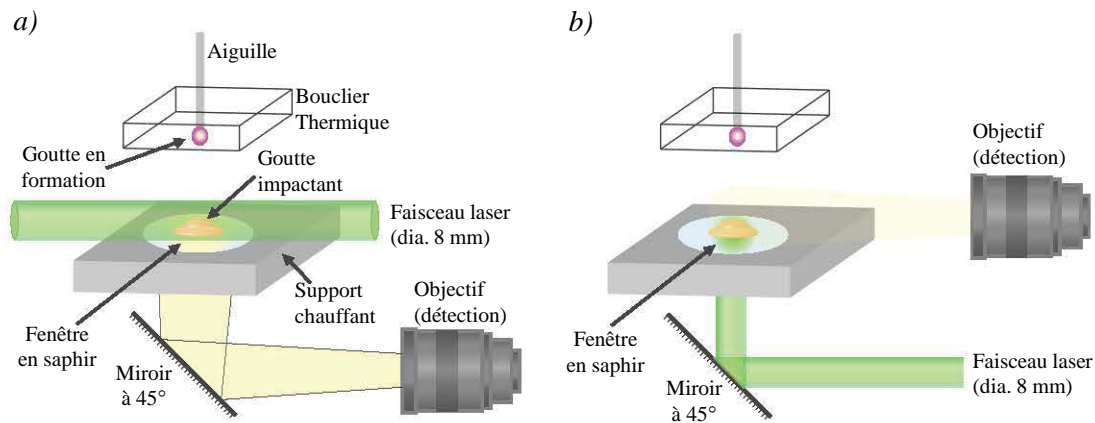 a)
Aiguille
Bouclier
Thermique
Goutte en
formation
Goutte
impactant
Faisceau laser
(dia. 8 mm)
Support
chauffant
Objectif
(détection)
Fenêtre
en saphir
Miroir
à 45°
b)
Objectif
(détection)
Fenêtre
en saphir
Miroir
à 45°
Faisceau laser
(dia. 8 mm)